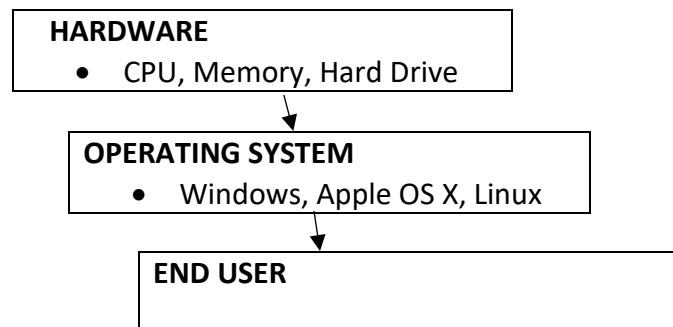 HARDWARE
• CPU, Memory, Hard Drive
OPERATING SYSTEM
• Windows, Apple OS X, Linux
END USER